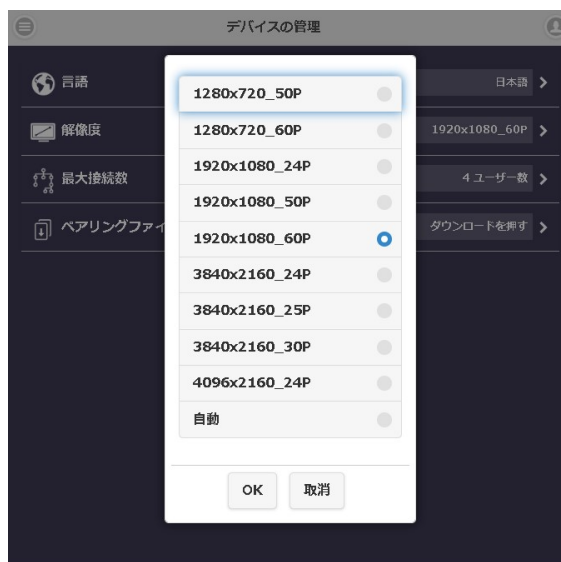 デバイスの管理
言語
日本語
解像度
1920x1080_60P
最大接続数
4 ユーザー数
ペアリングファイ
ダウンロードを押す
1280x720_50P
1280x720_60P
1920x1080_24P
1920x1080_50P
1920x1080_60P
3840x2160_24P
3840x2160_25P
3840x2160_30P
4096x2160_24P
自動
OK
取消